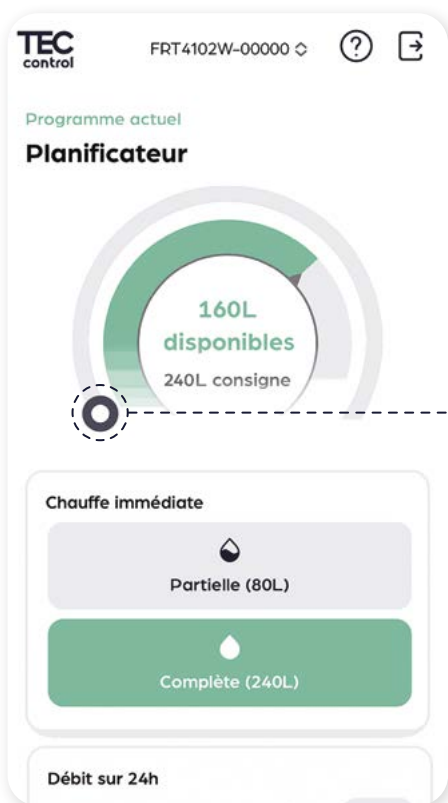 TEC
control
FRT4102W-00000
Programme actuel
Planificateur
160L
disponibles
240L consigne
Chauffe immédiate
Partielle (80L)
Complète (240L)
Débit sur 24h